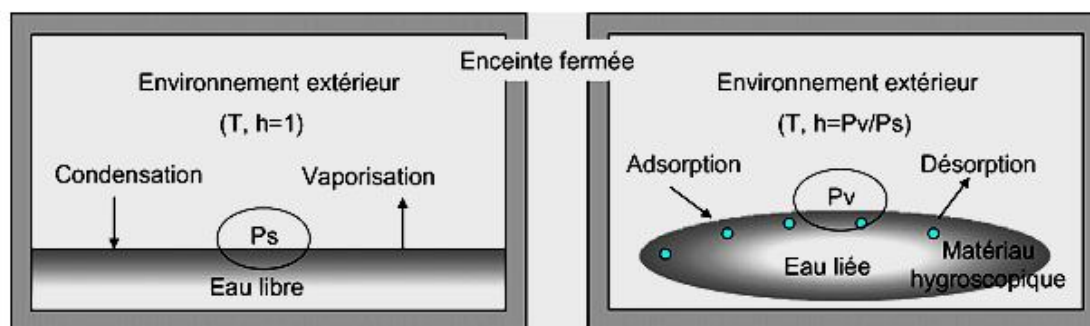 Enceinte fermée
Environnement extérieur
(T, h=1)
Condensation
Vaporisation
Ps
Eau libre
Environnement extérieur
(T, h=Pv/Ps)
Adsorption
Désorption
Pv
Eau liée
Matériau
hygroscopique